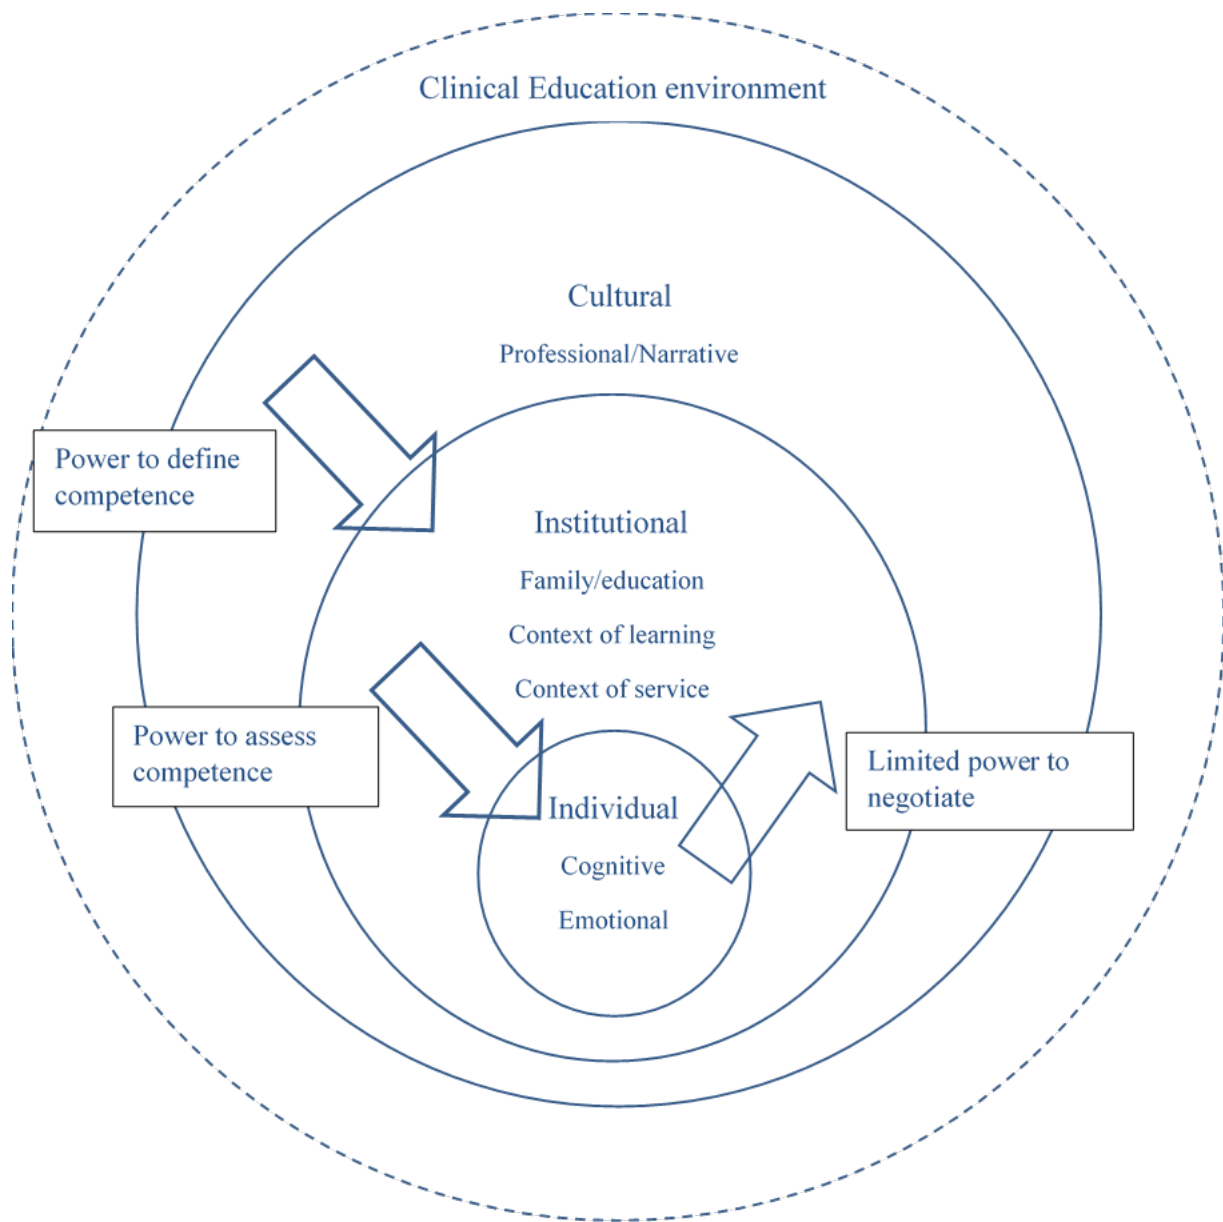 Clinical Education environment
Cultural
Professional/Narrative
Power to define
competence
Institutional
Family/education
Context of learning
Context of service
Power to assess
competence
Limited power to
negotiate
Individual
Cognitive
Emotional